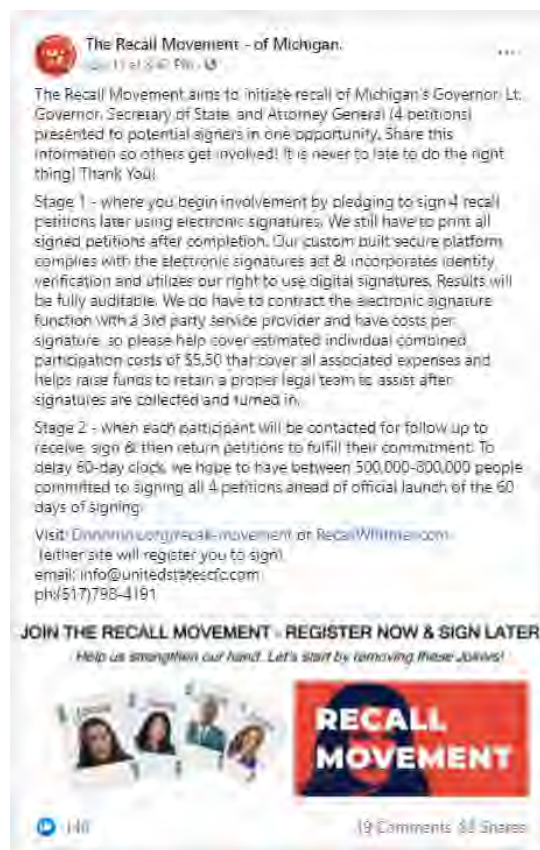 The Recall Movement - of Michigan.
The Recall Movement aims to initiate recall of Michigan's Governor, Lt.
Governor, Secretary of State, and Attorney General (4 petitions)
presented to potential signers in one opportunity. Share this
information so others get involved! It is never to late to do the right
thing! Thank You!
Stage 1 - where you begin involvement by pledging to sign 4 recall
petitions later using electronic signatures. We still have to print all
signed petitions after completion. Our custom built secure platform
complies with the electronic signatures act & incorporates identity
verification and utilizes our right to use digital signatures. Results will
be fully auditable. We do have to contract the electronic signature
function with a 3rd party service provider and have costs per
signature, so please help cover estimated individual combined
participation costs of $5.50 that cover all associated expenses and
helps raise funds to retain a proper legal team to assist after
signatures are collected and turned in.
Stage 2 - when each participant will be contacted for follow up to
receive, sign & then return petitions to fulfill their commitment. To
delay 60-day clock, we hope to have between 500,000-800,000 people
committed to signing all 4 petitions ahead of official launch of the 60
days of signing.
Visit: or RecallWhitmer.com
(either site will register you to sign)
email: info@unitedstatescfc.com
ph:(517)798-4191
JOIN THE RECALL MOVEMENT - REGISTER NOW & SIGN LATER
Help us strengthen our hand. Let's start by removing these Jokers!
RECALL
MOVEMENT
19 Comments Shares